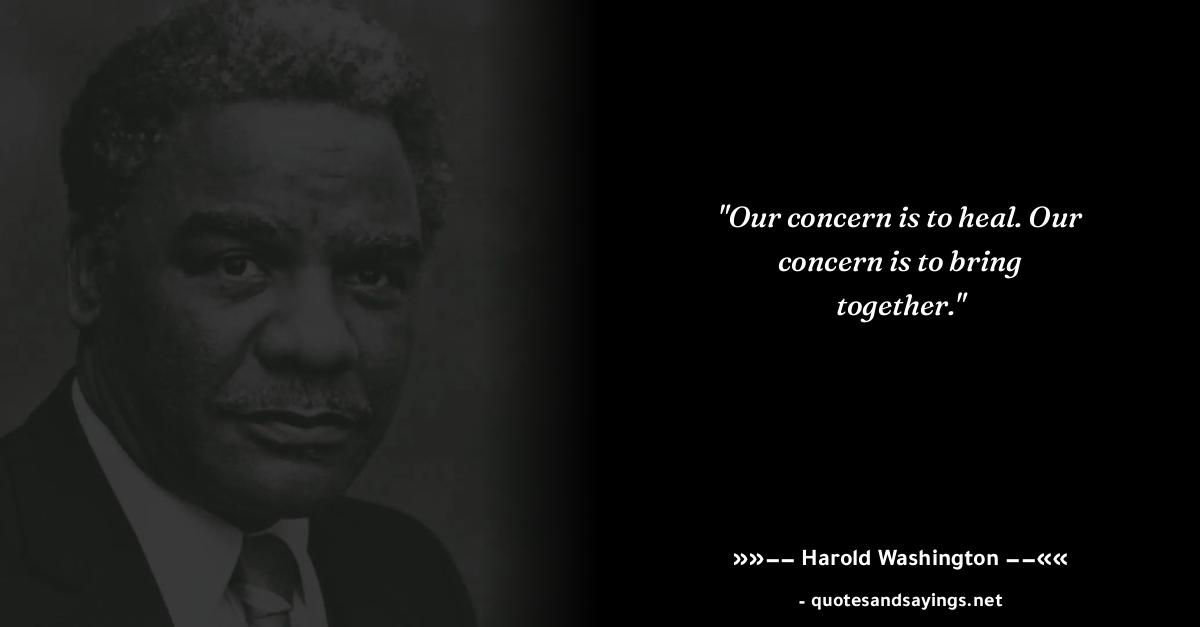 "Our concern is to heal. Our
concern is to bring
together."
»»−− Harold Washington −−««
- quotesandsayings.net